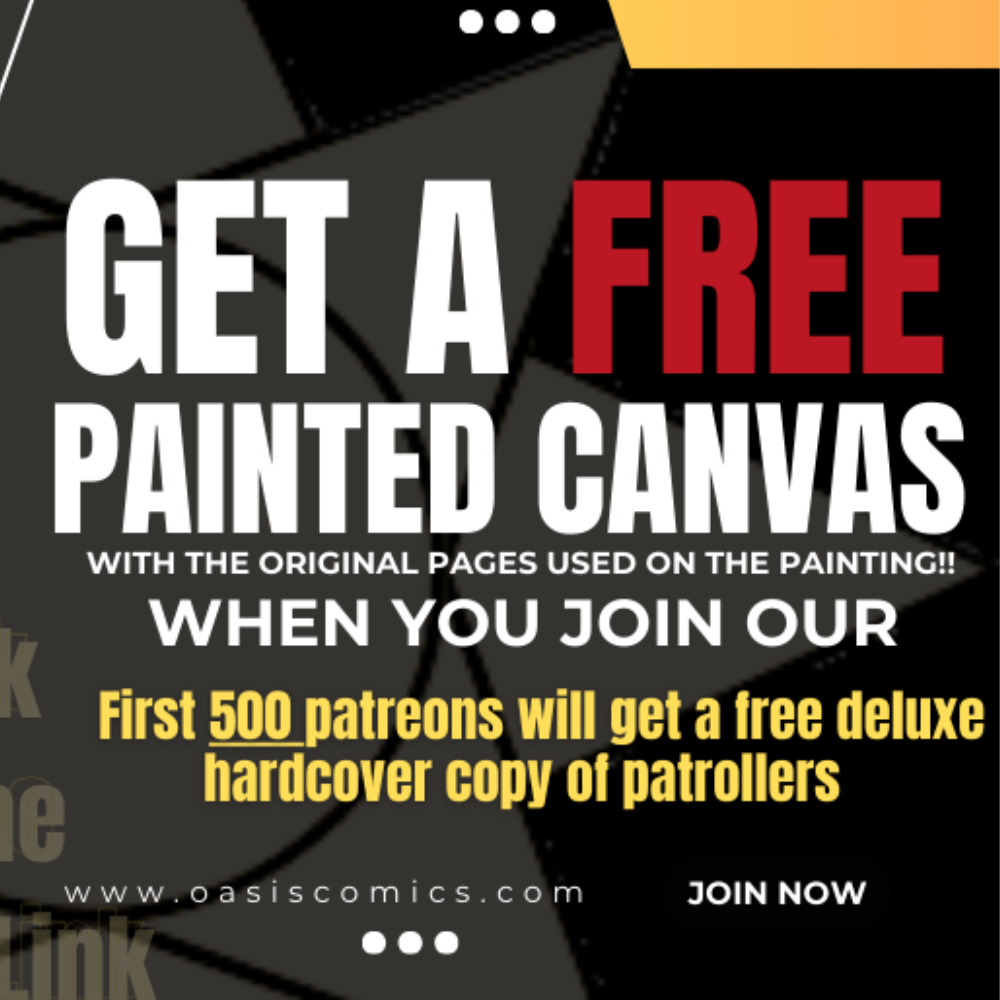 GET A FREE
PAINTED CANVAS
WITH THE ORIGINAL PAGES USED ON THE PAINTING!!
WHEN YOU JOIN OUR
First 500 patreons will get a free deluxe
hardcover copy of patrollers
www.oasiscomics.com
JOIN NOW
Link